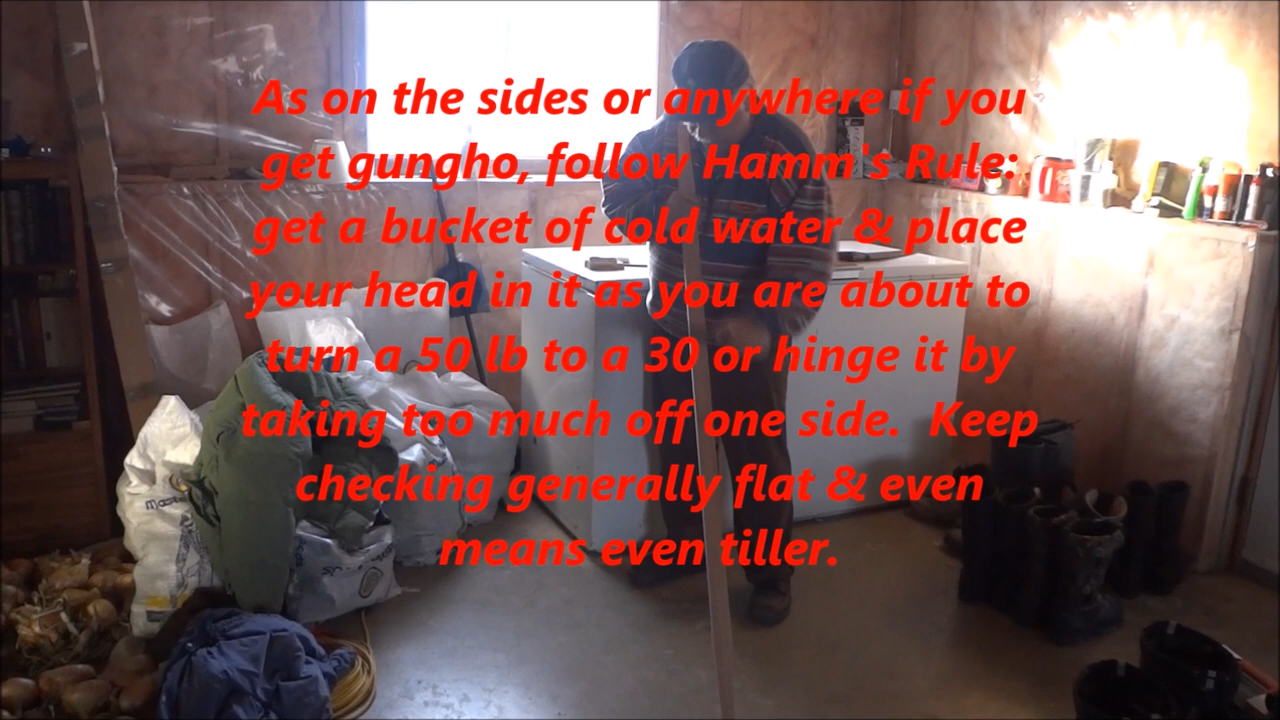 As on the sides or anywhere if you
get gungho, follow Hamm's Rule:
get a bucket of cold water & place
your head in it as you are about to
turn a 50 lb to a 30 or hinge it by
taking too much off one side.  Keep
checking generally flat & even
means even tiller.